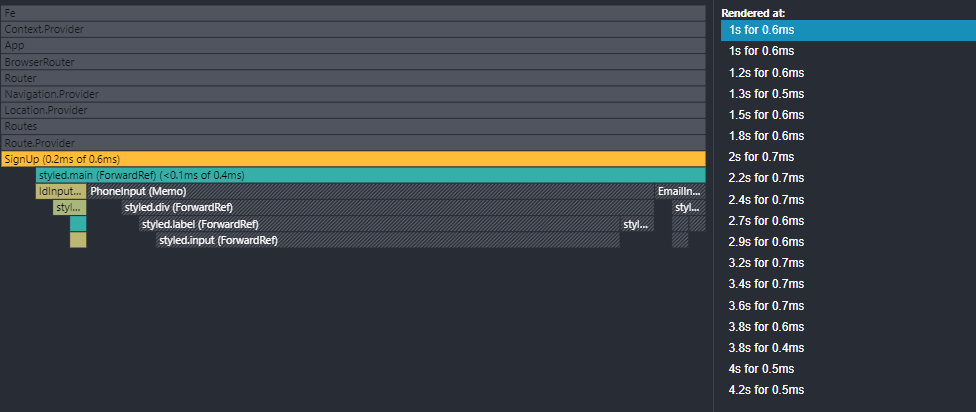 Fe
Context.Provider
App
BrowserRouter
Router
Navigation.Provider
Location.Provider
Routes
Route.Provider
SignUp (0.2ms of 0.6ms)
styled.main (ForwardRef) (<0.1ms of 0.4ms)
IdInput... PhoneInput (Memo) EmailIn...
styl... styled.div (ForwardRef) styl...
styled.label (ForwardRef) styl...
styled.input (ForwardRef)
Rendered at:
1s for 0.6ms
1s for 0.6ms
1.2s for 0.6ms
1.3s for 0.5ms
1.5s for 0.6ms
1.8s for 0.6ms
2s for 0.7ms
2.2s for 0.7ms
2.4s for 0.7ms
2.7s for 0.6ms
2.9s for 0.6ms
3.2s for 0.7ms
3.4s for 0.7ms
3.6s for 0.7ms
3.8s for 0.6ms
3.8s for 0.4ms
4s for 0.5ms
4.2s for 0.5ms